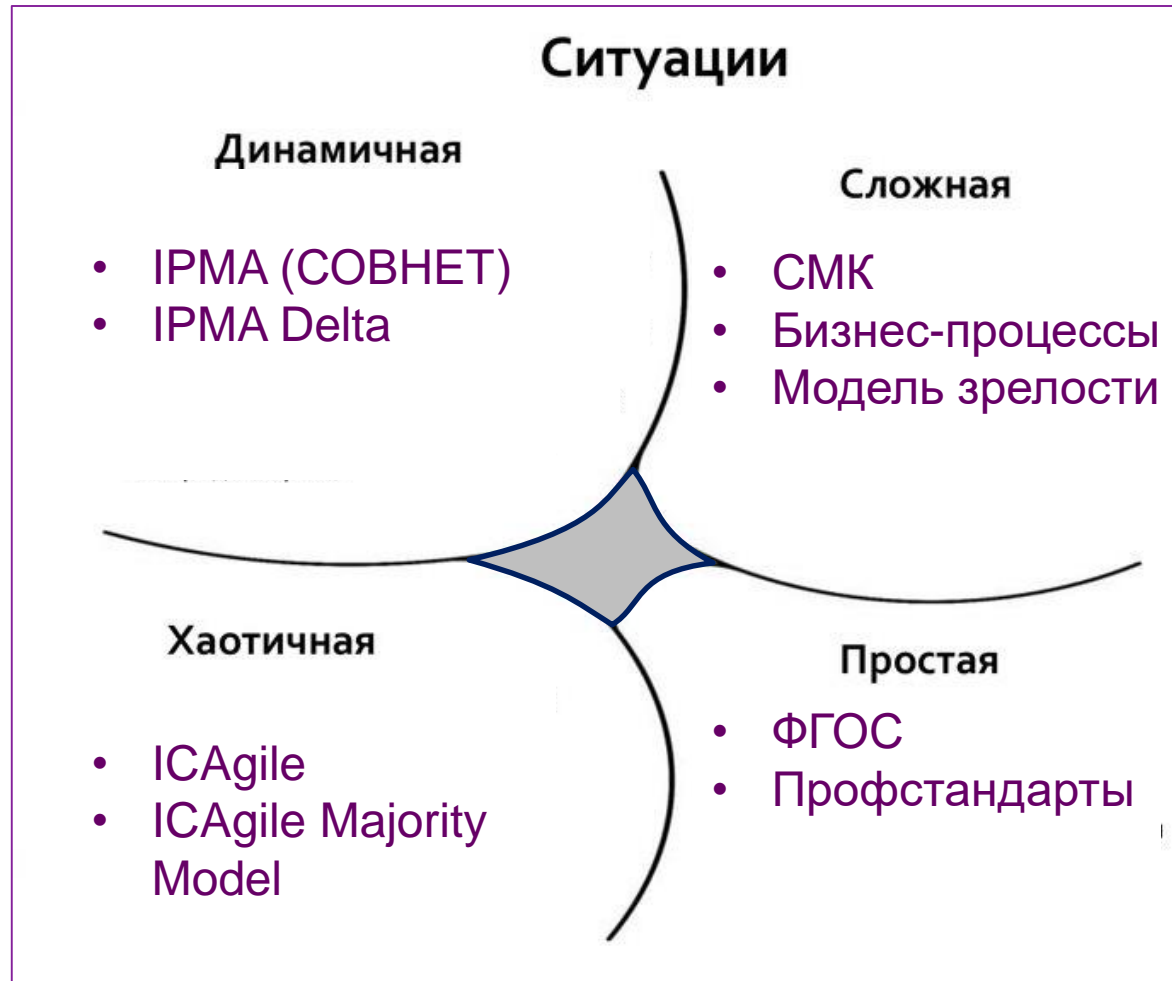 Ситуации
Динамичная
• IPMA (СОВНЕТ)
• IPMA Delta
Сложная
• СМК
• Бизнес-процессы
• Модель зрелости
Хаотичная
• ICAgile
• ICAgile Majority
Model
Простая
• ФГОС
• Профстандарты